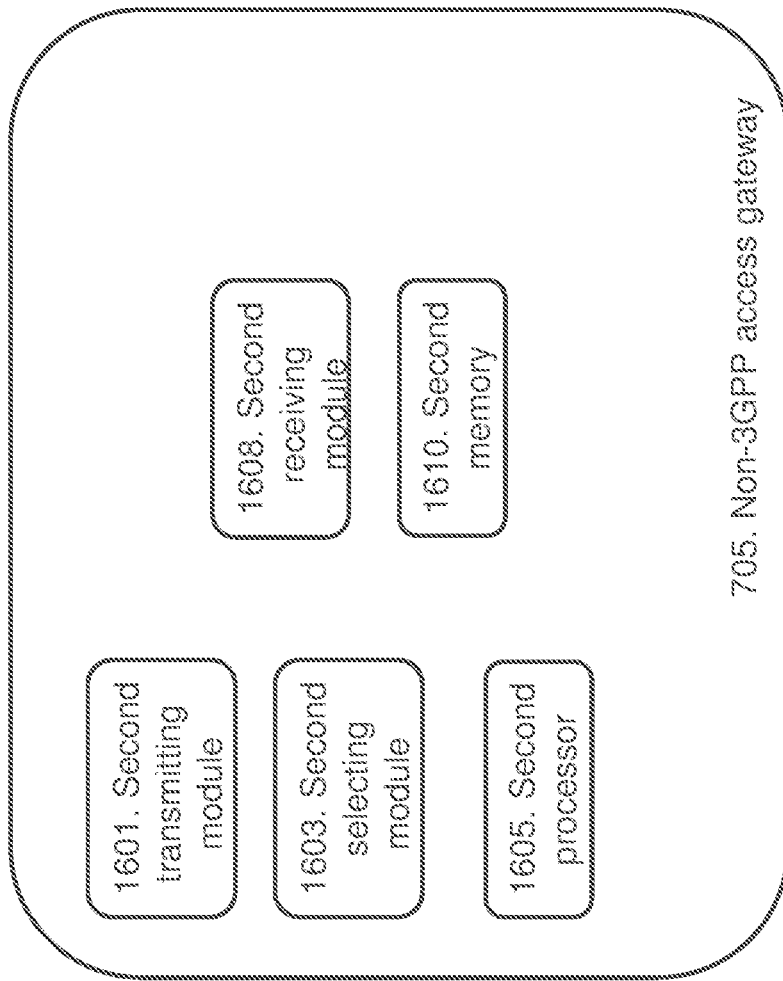 1601. Second
transmitting
module
1608. Second
receiving
module
1603. Second
selecting
module
1610. Second
memory
1605. Second
processor
705. Non-3GPP access gateway